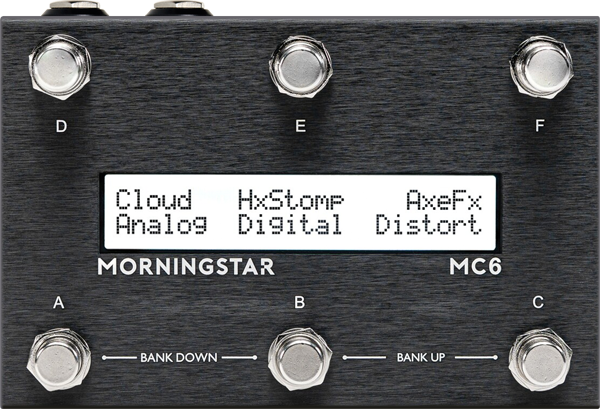 D E F
Cloud HxStomp AxeFx
Analog Digital Distort
MORNINGSTAR MC6
A B C
BANK DOWN BANK UP